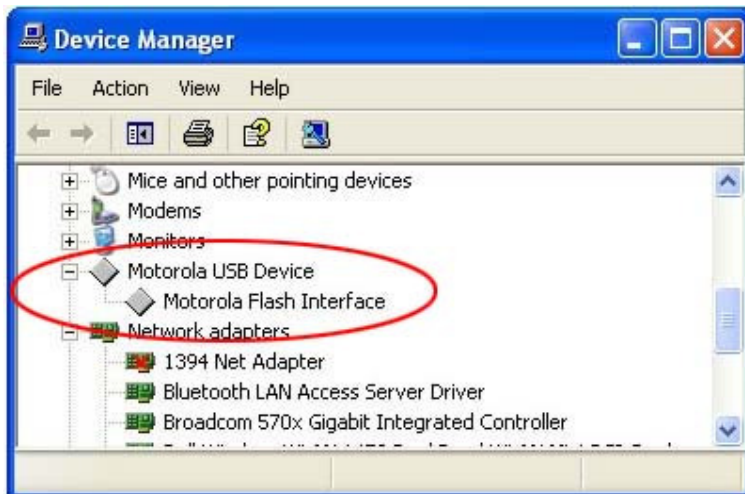 Device Manager
File Action View Help
Mice and other pointing devices
Modems
Monitors
Motorola USB Device
Motorola Flash Interface
Network adapters
1394 Net Adapter
Bluetooth LAN Access Server Driver
Broadcom 570x Gigabit Integrated Controller